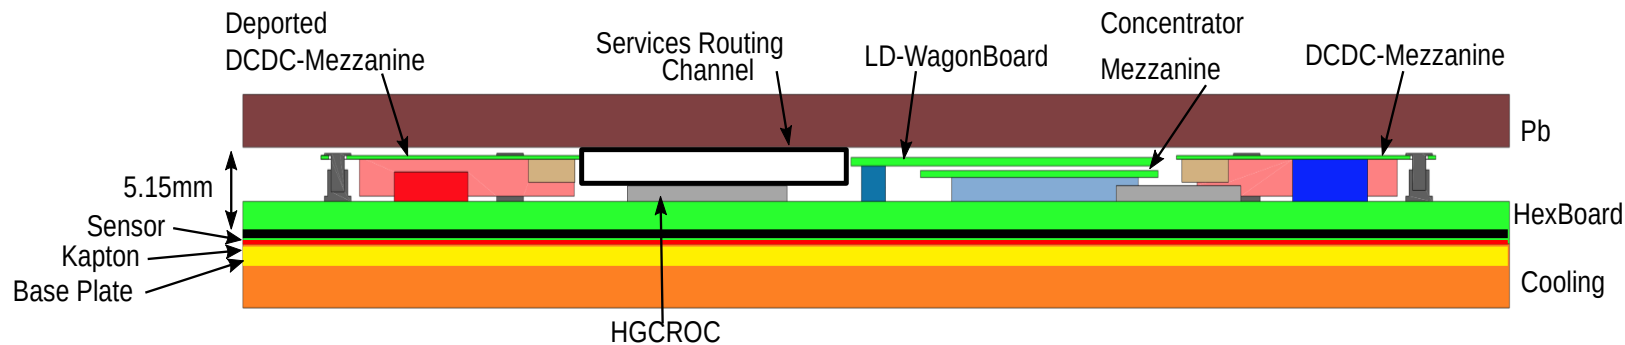 Deported
DCDC-Mezzanine
Services Routing
Channel
LD-WagonBoard
Concentrator
Mezzanine
DCDC-Mezzanine
Pb
5.15mm
HexBoard
Sensor
Kapton
Base Plate
Cooling
HGCROC